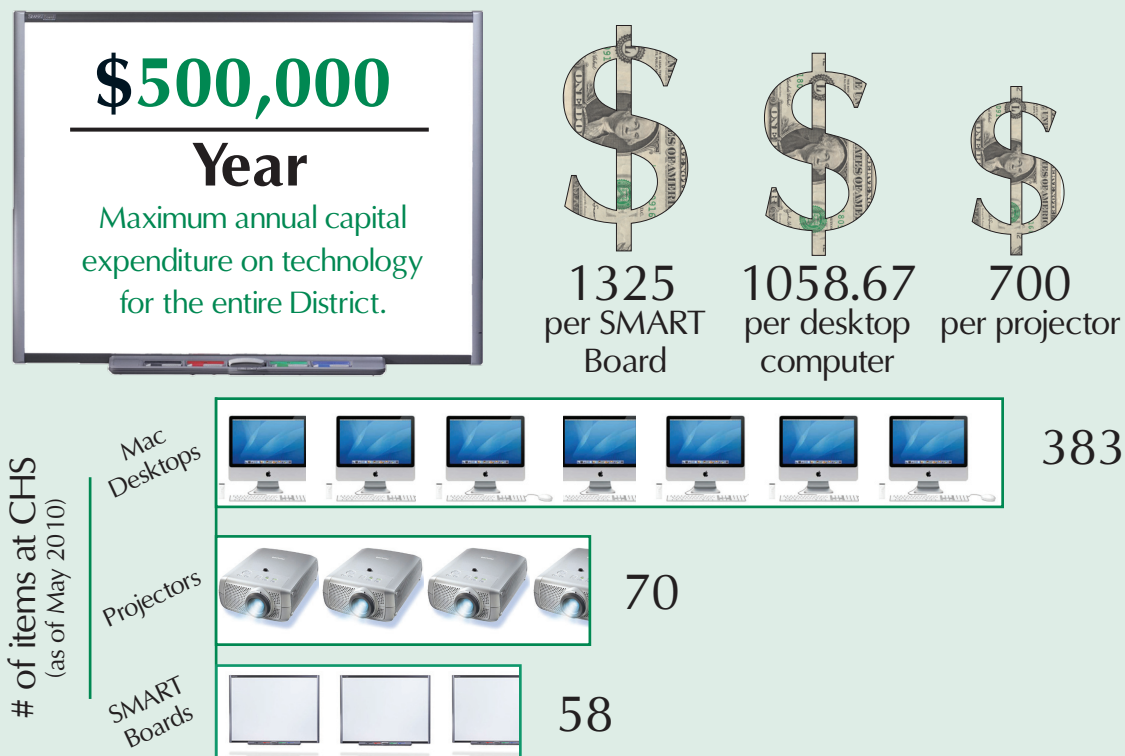 $500,000
Year
Maximum annual capital
expenditure on technology
for the entire District.
$
1325
per SMART
Board
$
1058.67
per desktop
computer
$
700
per projector
# of items at CHS
(as of May 2010)
Mac
Desktops
383
Projectors
70
SMART
Boards
58